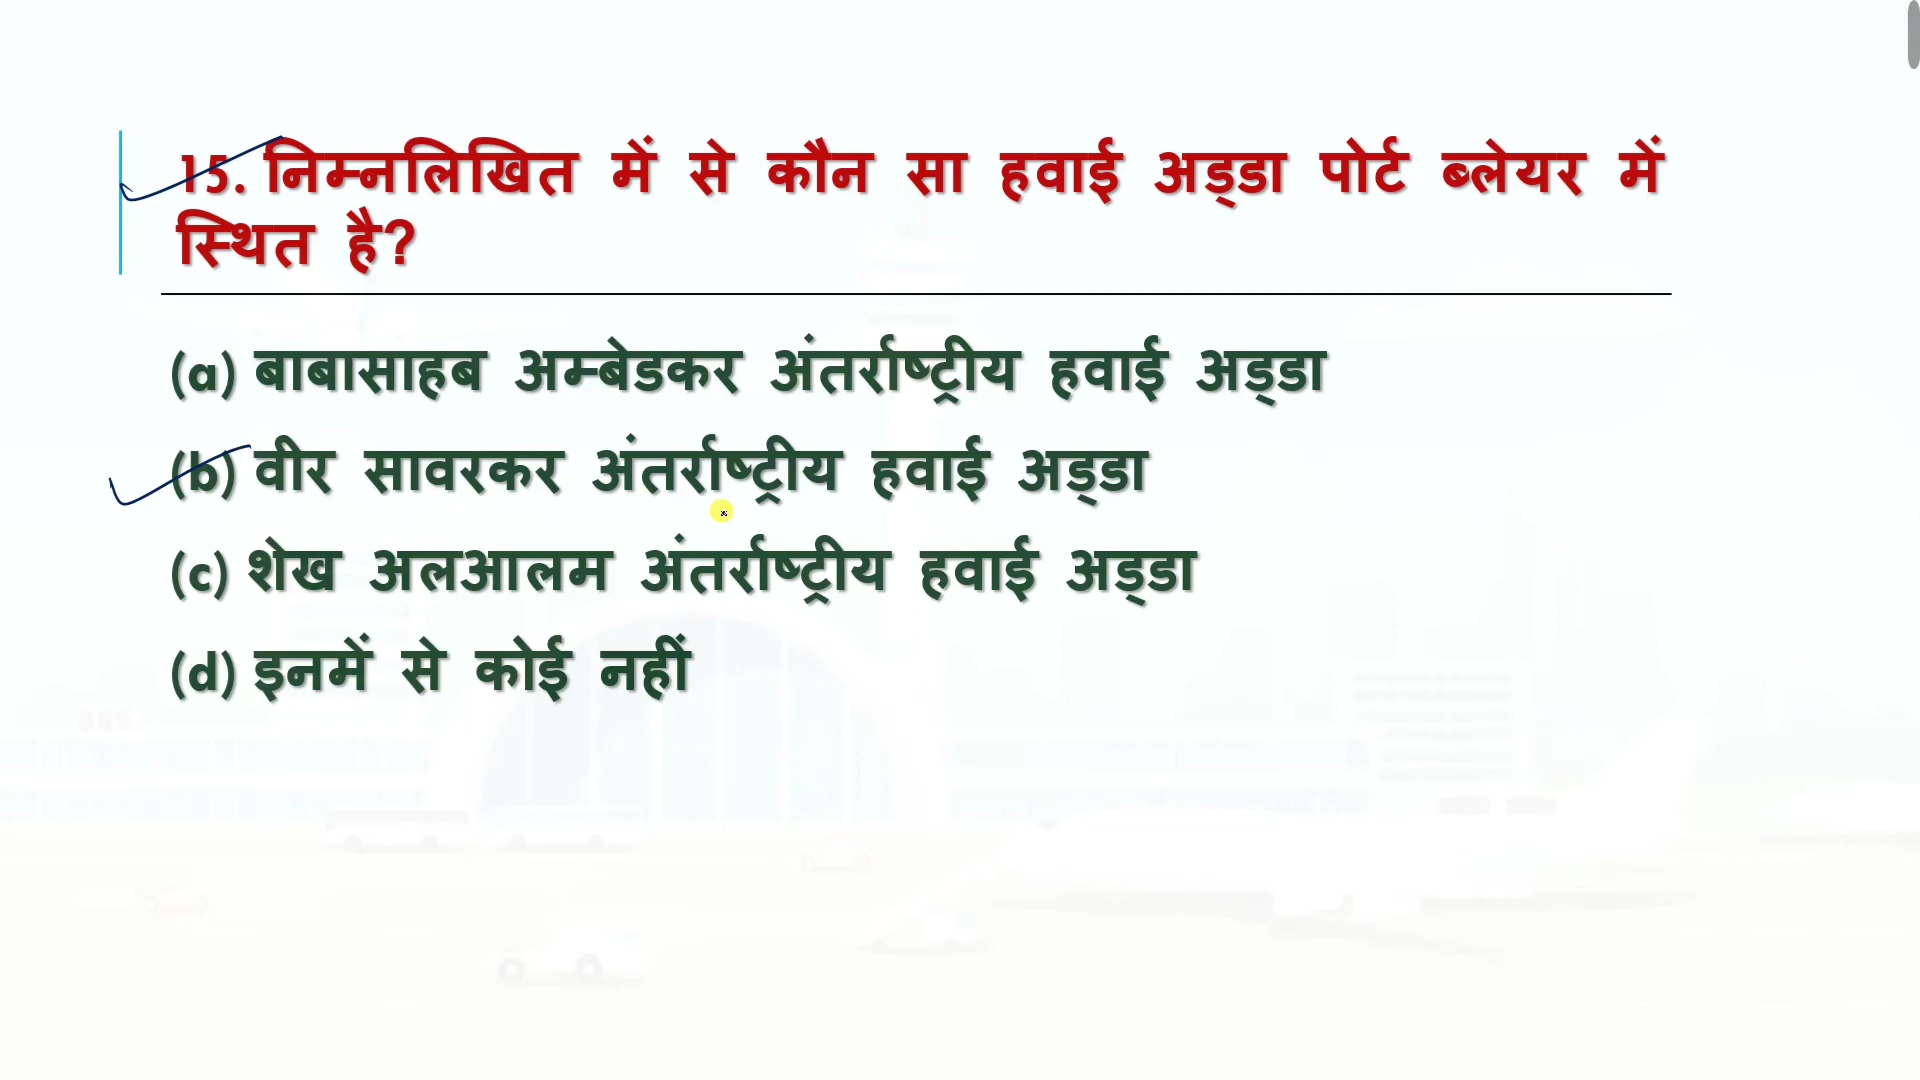 15. निम्नलिखित में से कौन सा हवाई अड्डा पोर्ट ब्लेयर में
स्थित है?
(a) बाबासाहब अम्बेडकर अंतर्राष्ट्रीय हवाई अड्डा
(b) वीर सावरकर अंतर्राष्ट्रीय हवाई अड्डा
(c) शेख अलआलम अंतर्राष्ट्रीय हवाई अड्डा
(d) इनमें से कोई नहीं